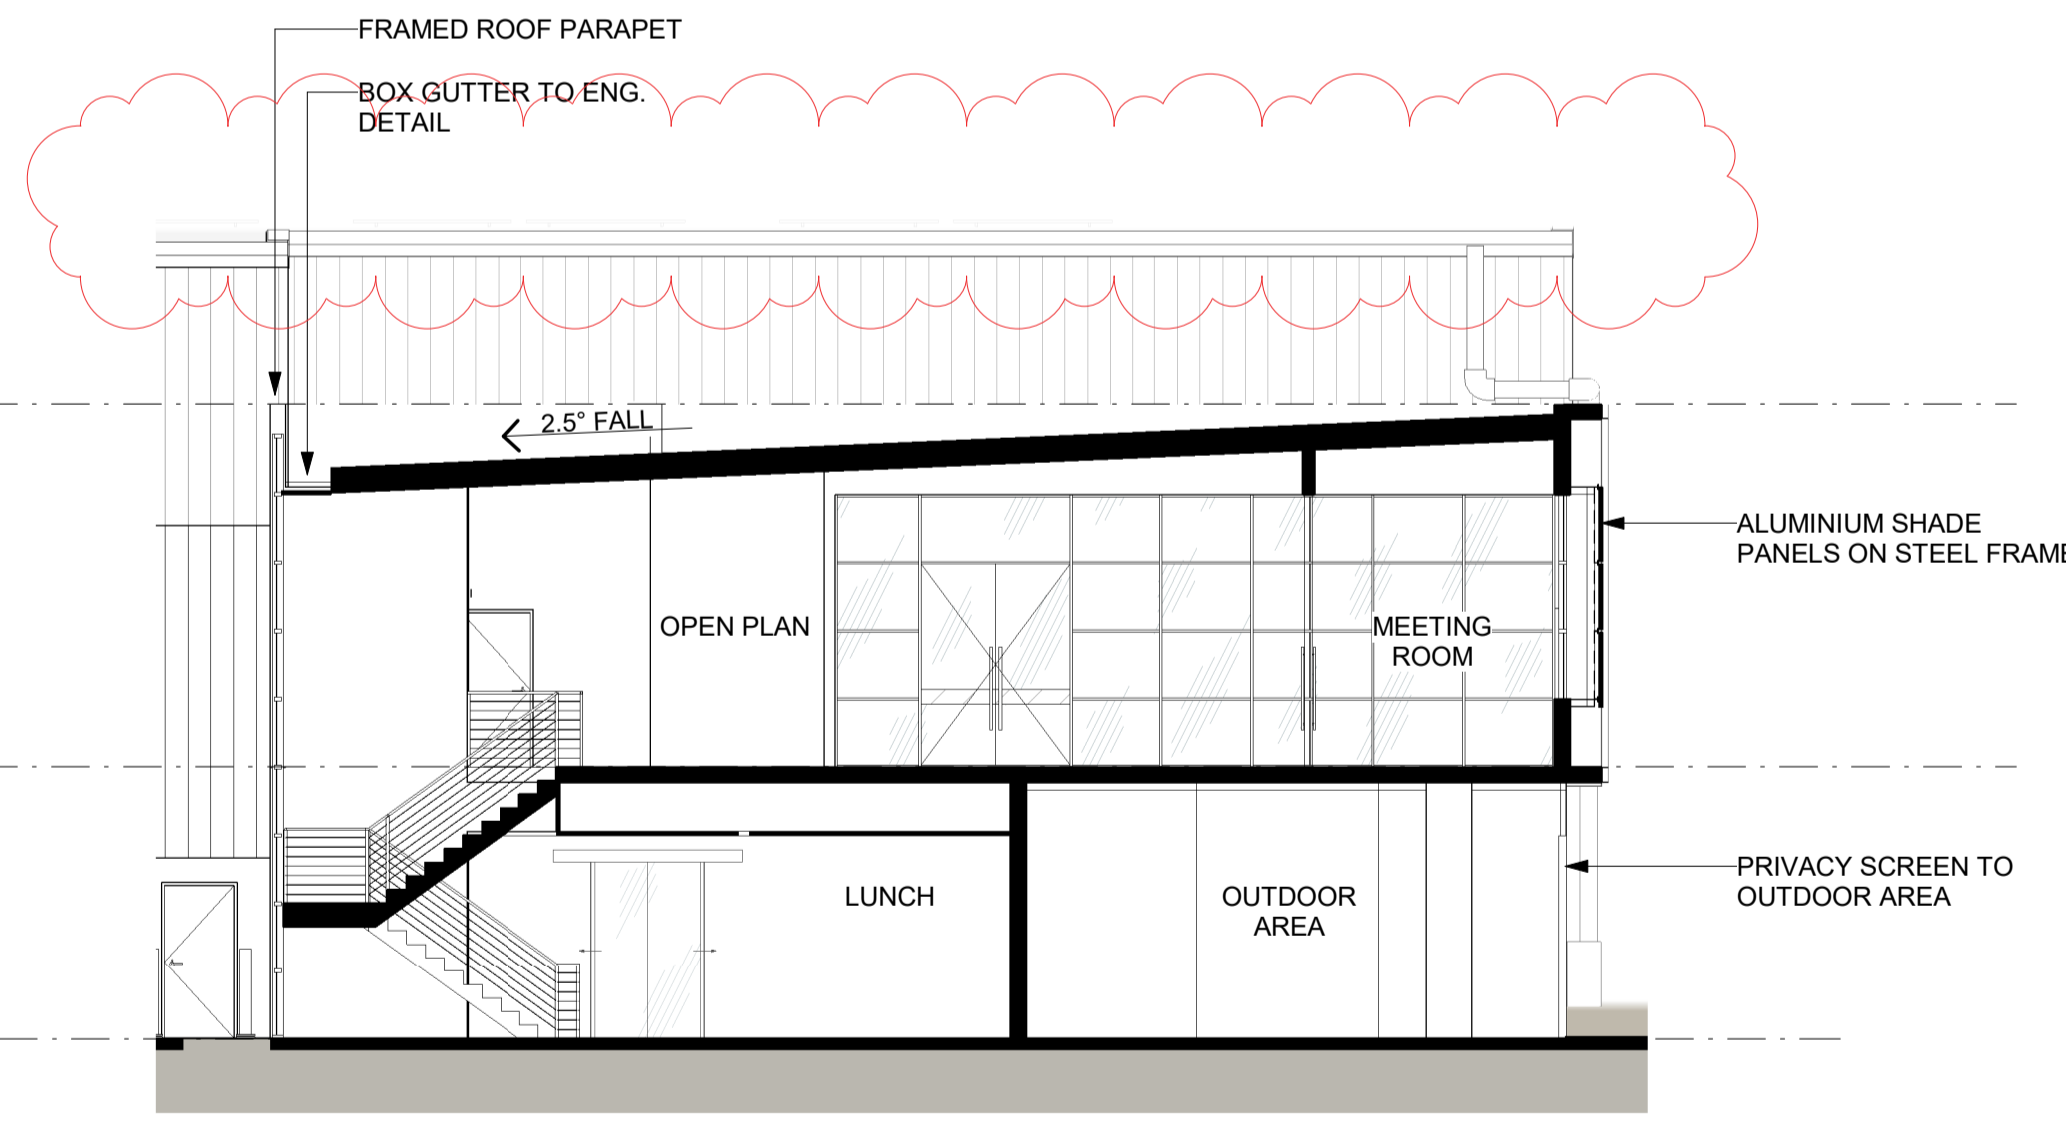 FRAMED ROOF PARAPET
BOX GUTTER TO ENG.
DETAIL
2.5° FALL
ALUMINIUM SHADE
PANELS ON STEEL FRAME
OPEN PLAN
MEETING
ROOM
LUNCH
OUTDOOR
AREA
PRIVACY SCREEN TO
OUTDOOR AREA